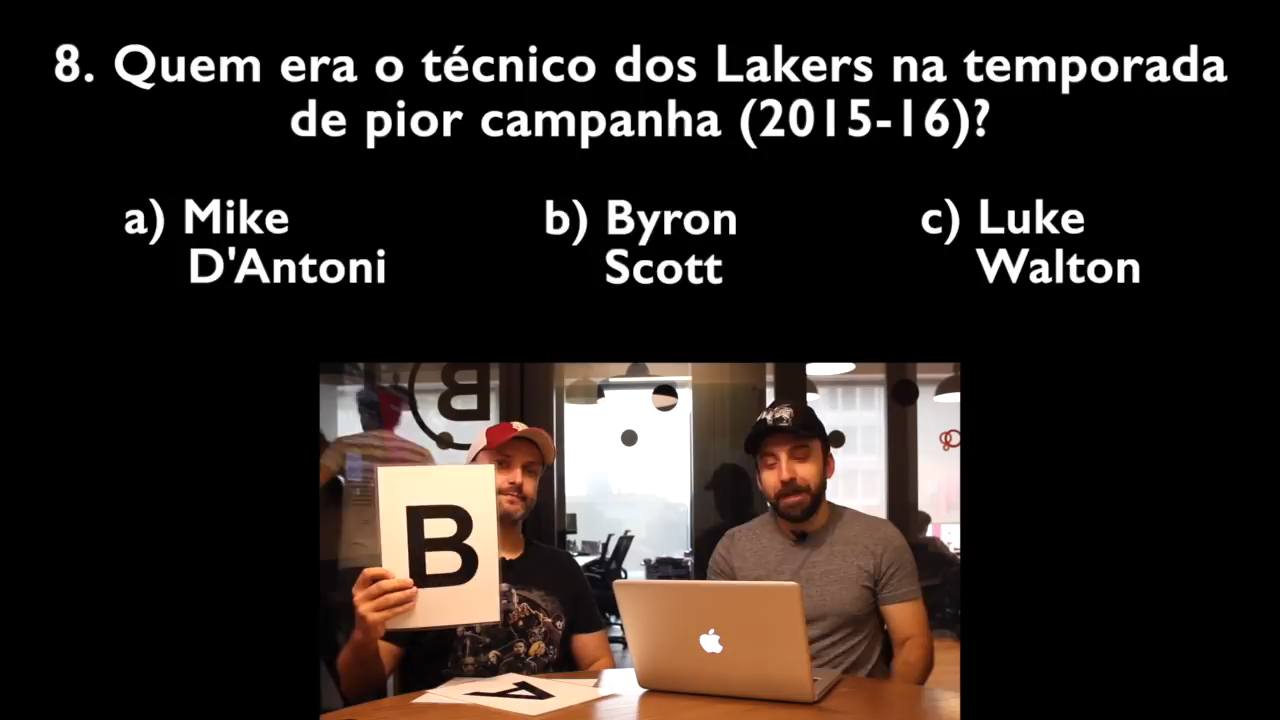 8. Quem era o técnico dos Lakers na temporada
de pior campanha (2015-16)?
a) Mike
D'Antoni
b) Byron
Scott
c) Luke
Walton
B
B
A